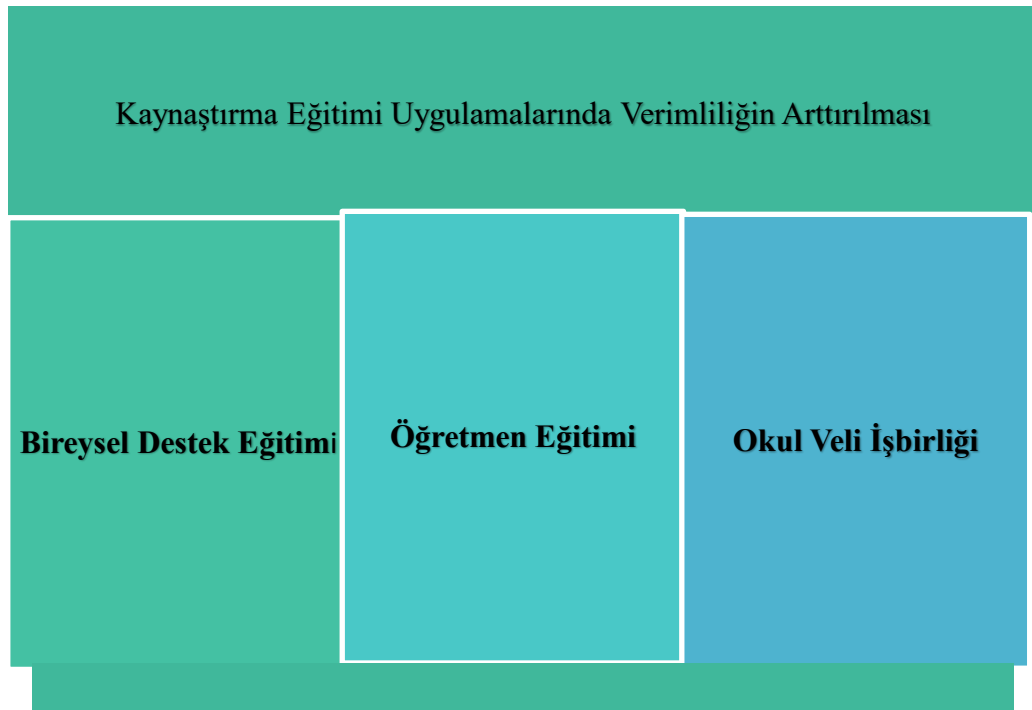 Kaynaştırma Eğitimi Uygulamalarında Verimliliğin Arttırılması
Bireysel Destek Eğitimi
Öğretmen Eğitimi
Okul Veli İşbirliği